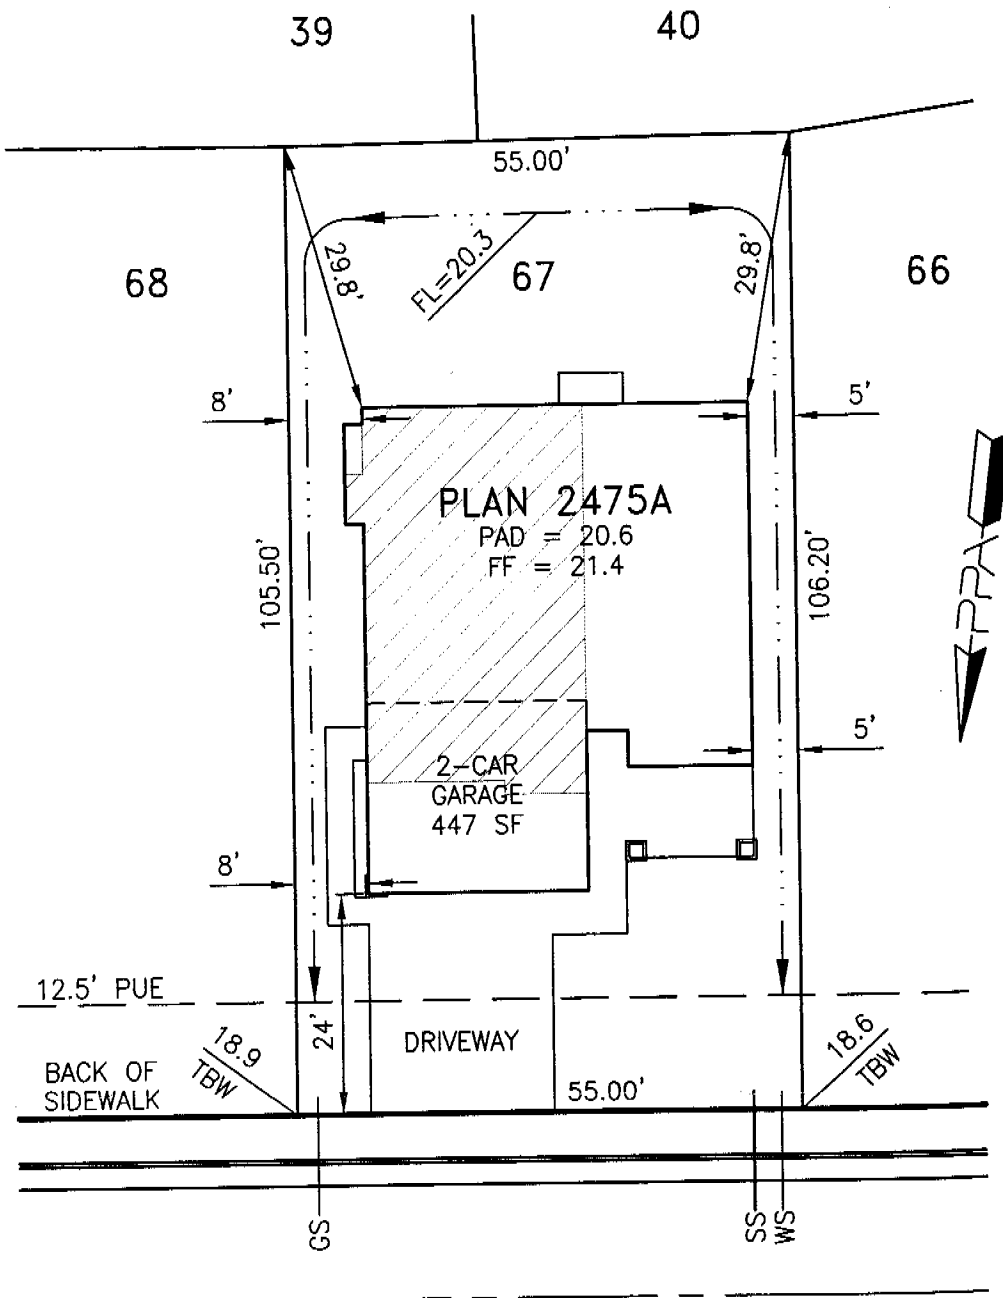 39
40
55.00'
29.8'
FL=20.3
67
29.8'
68
66
8'
5'
PLAN 2475A
PAD = 20.6
FF = 21.4
105.50'
106.20'
PPA
5'
2-CAR
GARAGE
447 SF
8'
12.5' PUE
24'
18.9
TBW
DRIVEWAY
18.6
TBW
BACK OF
SIDEWALK
55.00'
GS
SS
WS